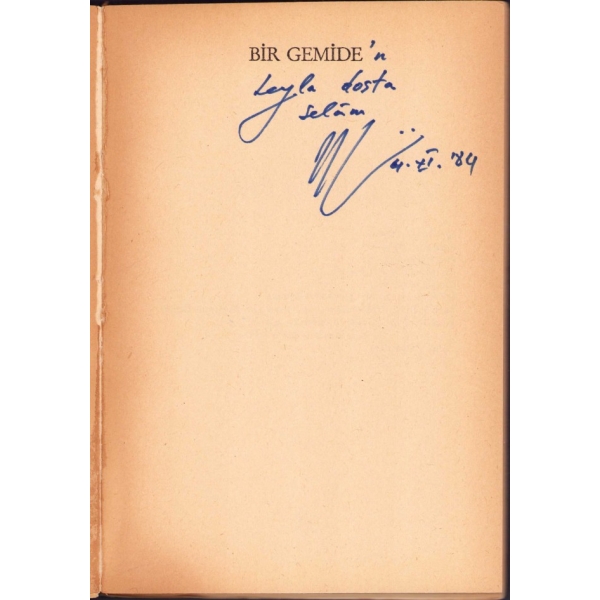 BİR GEMİDE'n
Leyla dosta
selâm
4.XI.'84